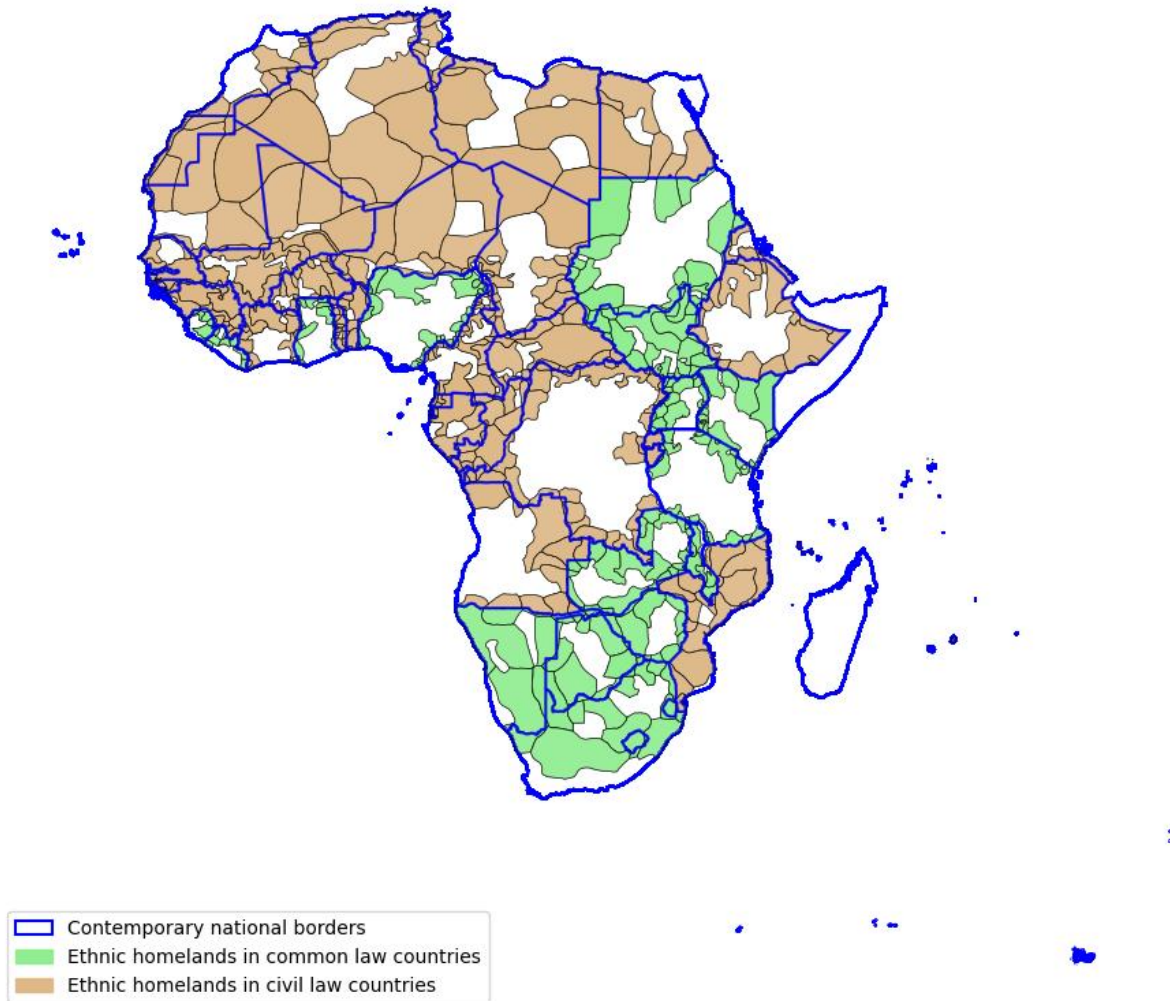 Contemporary national borders
Ethnic homelands in common law countries
Ethnic homelands in civil law countries